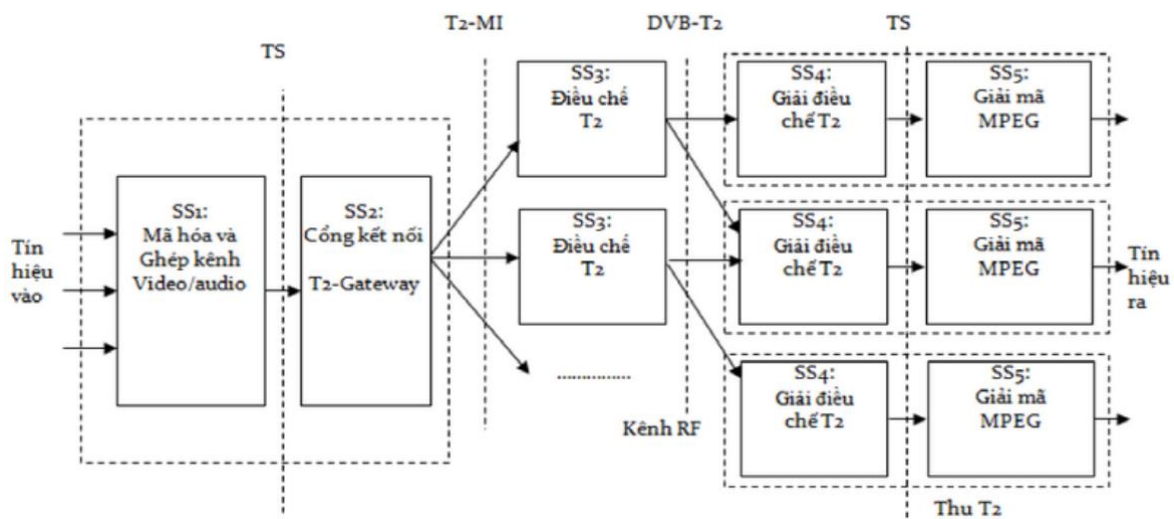 TS
T2-MI
DVB-T2
TS
Tín
hiệu
vào
SS1:
Mã hóa và
Ghép kênh
Video/audio
SS2:
Cổng kết nối
T2-Gateway
SS3:
Điều chế
T2
SS3:
Điều chế
T2
...............
Kênh RF
SS4:
Giải điều
chế T2
SS5:
Giải mã
MPEG
SS4:
Giải điều
chế T2
SS5:
Giải mã
MPEG
SS4:
Giải điều
chế T2
SS5:
Giải mã
MPEG
Tín
hiệu
ra
Thu T2